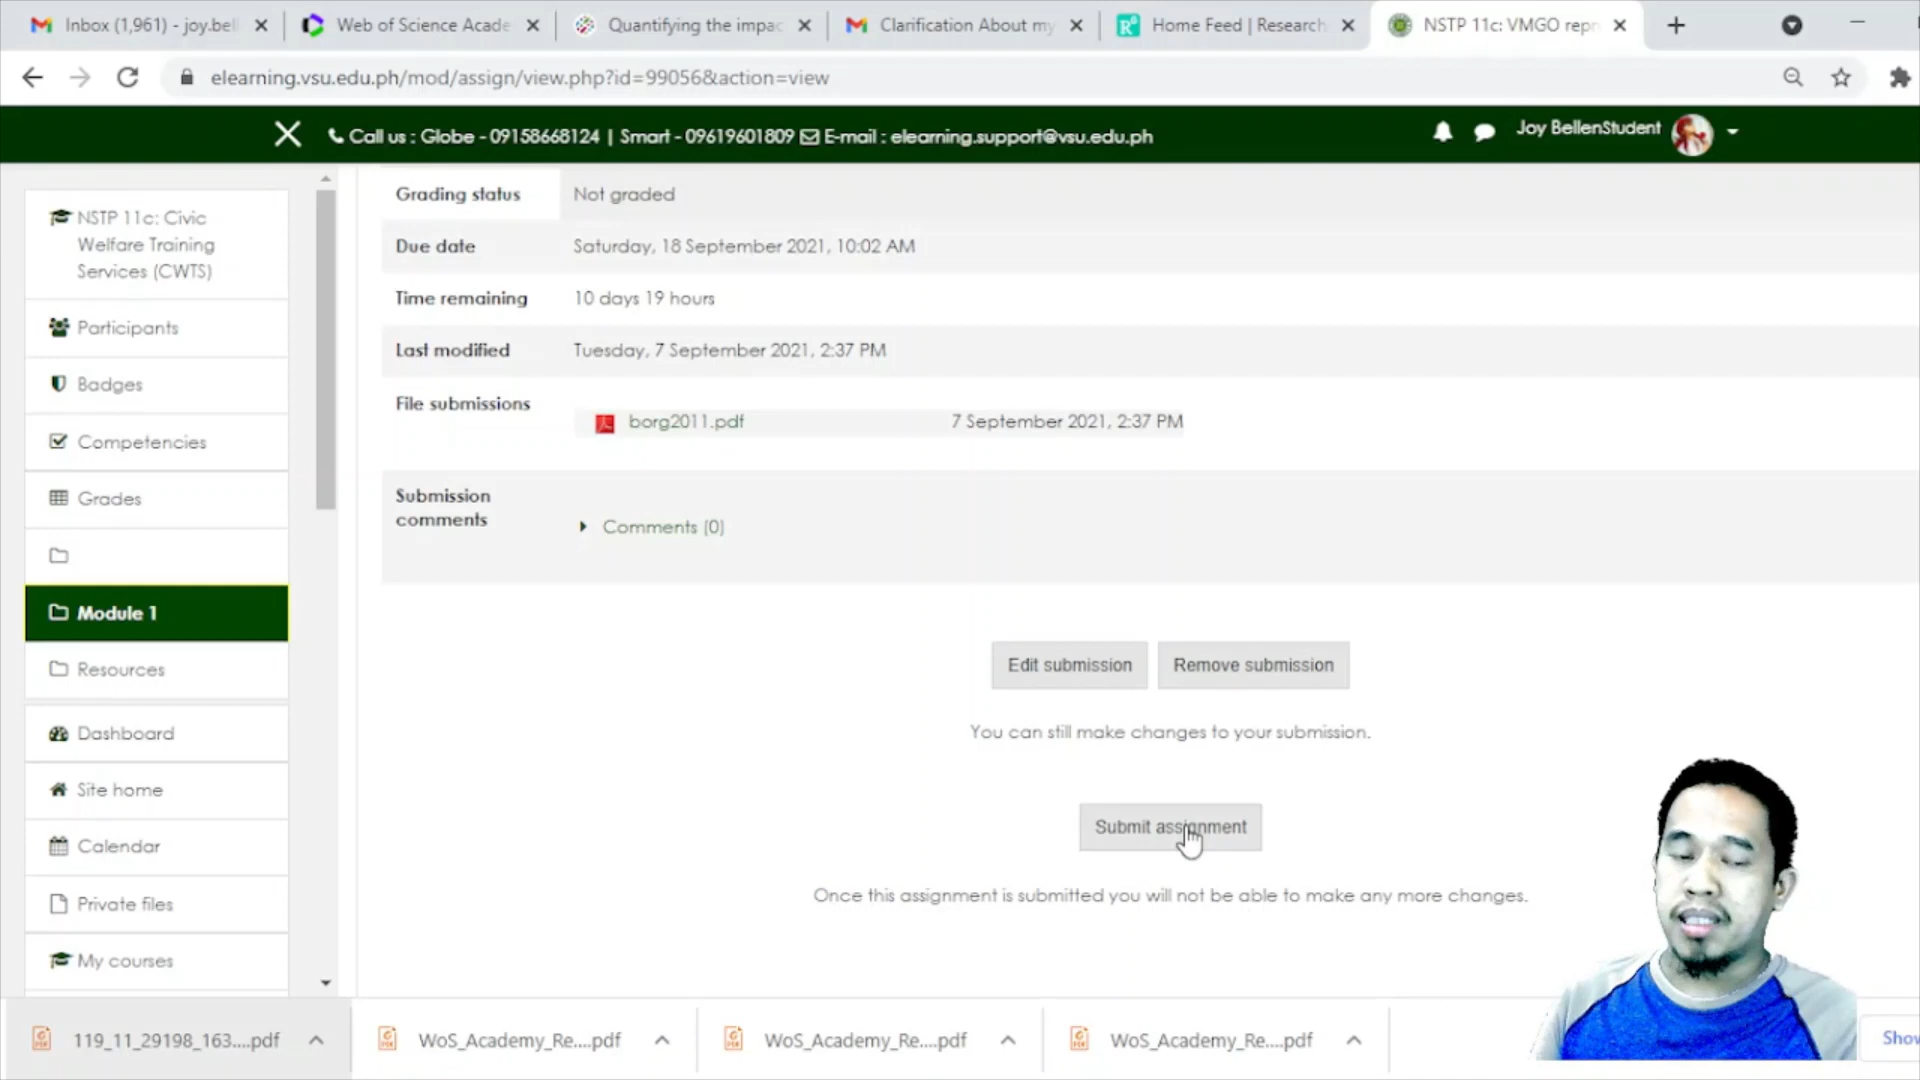 Inbox (1,961) - joy.bel
Web of Science Acade
Quantifying the impac
Clarification About my
Home Feed | Research
NSTP 11c: VMGO repr
elearning.vsu.edu.ph/mod/assign/view.php?id=99056&action=view
Call us : Globe - 09158668124 | Smart - 09619601809 E-mail : elearning.support@vsu.edu.ph
Joy BellenStudent
NSTP 11c: Civic
Welfare Training
Services (CWTS)
Participants
Badges
Competencies
Grades
Module 1
Resources
Dashboard
Site home
Calendar
Private files
My courses
Grading status Not graded
Due date Saturday, 18 September 2021, 10:02 AM
Time remaining 10 days 19 hours
Last modified Tuesday, 7 September 2021, 2:37 PM
File submissions
borg2011.pdf 7 September 2021, 2:37 PM
Submission
comments
Comments (0)
Edit submission Remove submission
You can still make changes to your submission.
Submit assignment
Once this assignment is submitted you will not be able to make any more changes.
119_11_29198_163....pdf
WoS_Academy_Re....pdf
WoS_Academy_Re....pdf
WoS_Academy_Re....pdf
Show